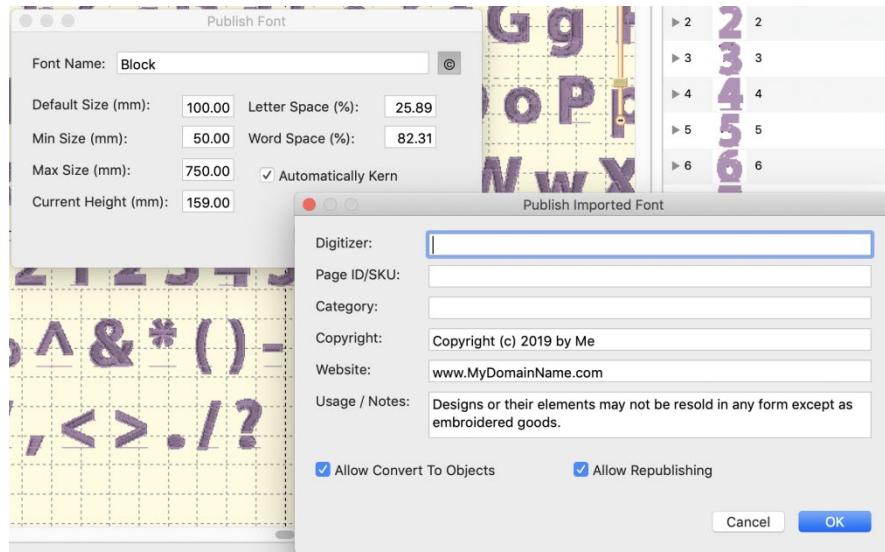 Publish Font
Font Name: Block ©
Default Size (mm): 100.00 Letter Space (%): 25.89
Min Size (mm): 50.00 Word Space (%): 82.31
Max Size (mm): 750.00 Automatically Kern
Current Height (mm): 159.00
G g
o P p
W w X
^ & * ( ) -
, < > . / ?
2 2
3 3
4 4
5 5
6 6
Publish Imported Font
Digitizer:
Page ID/SKU:
Category:
Copyright: Copyright (c) 2019 by Me
Website: www.MyDomainName.com
Usage / Notes: Designs or their elements may not be resold in any form except as
embroidered goods.
Allow Convert To Objects Allow Republishing
Cancel OK